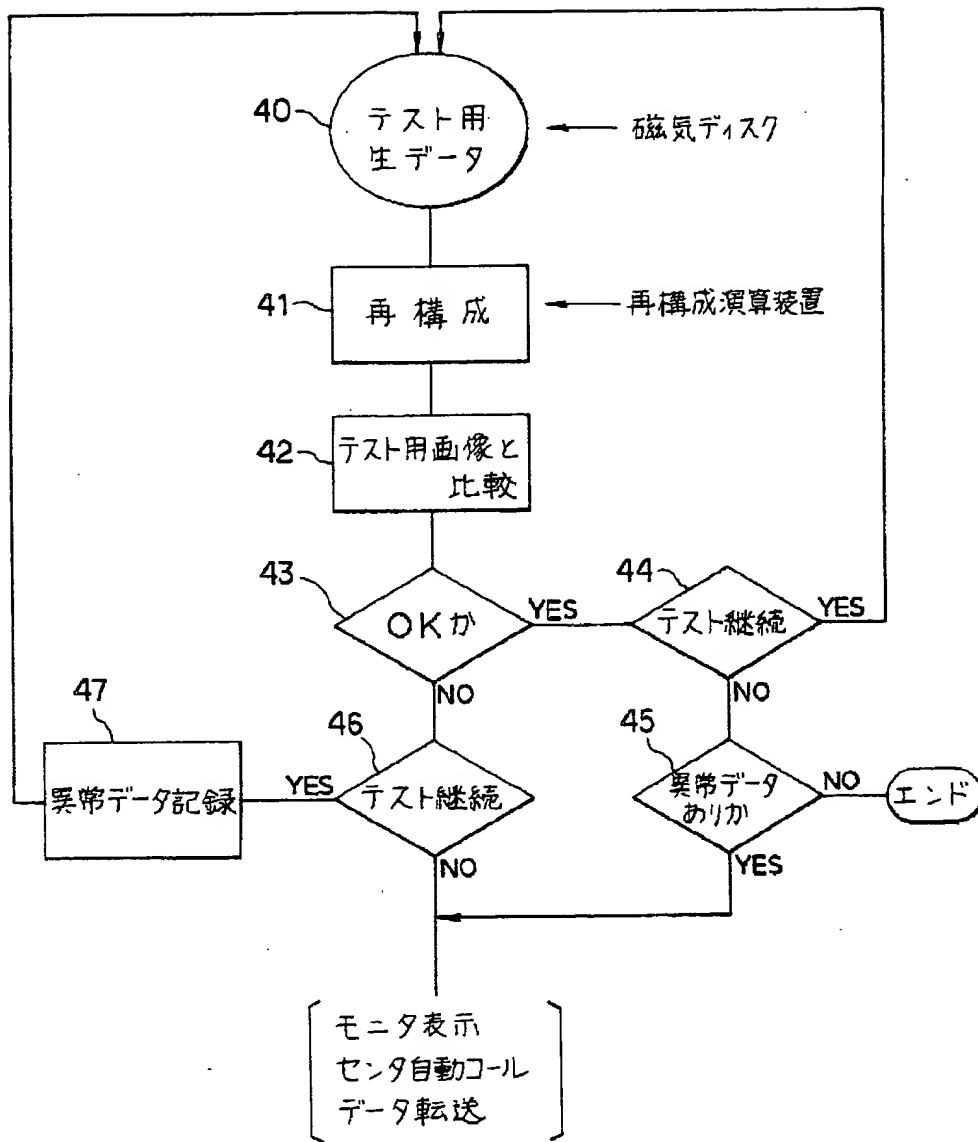 40
テスト用
生データ
磁気ディスク
41
再構成
再構成演算装置
42
テスト用画像と
比較
43
OKか
YES
NO
44
テスト継続
YES
NO
47
異常データ記録
46
YES
テスト継続
NO
45
異常データ
ありか
NO
YES
エンド
モニタ表示
センタ自動コール
データ転送